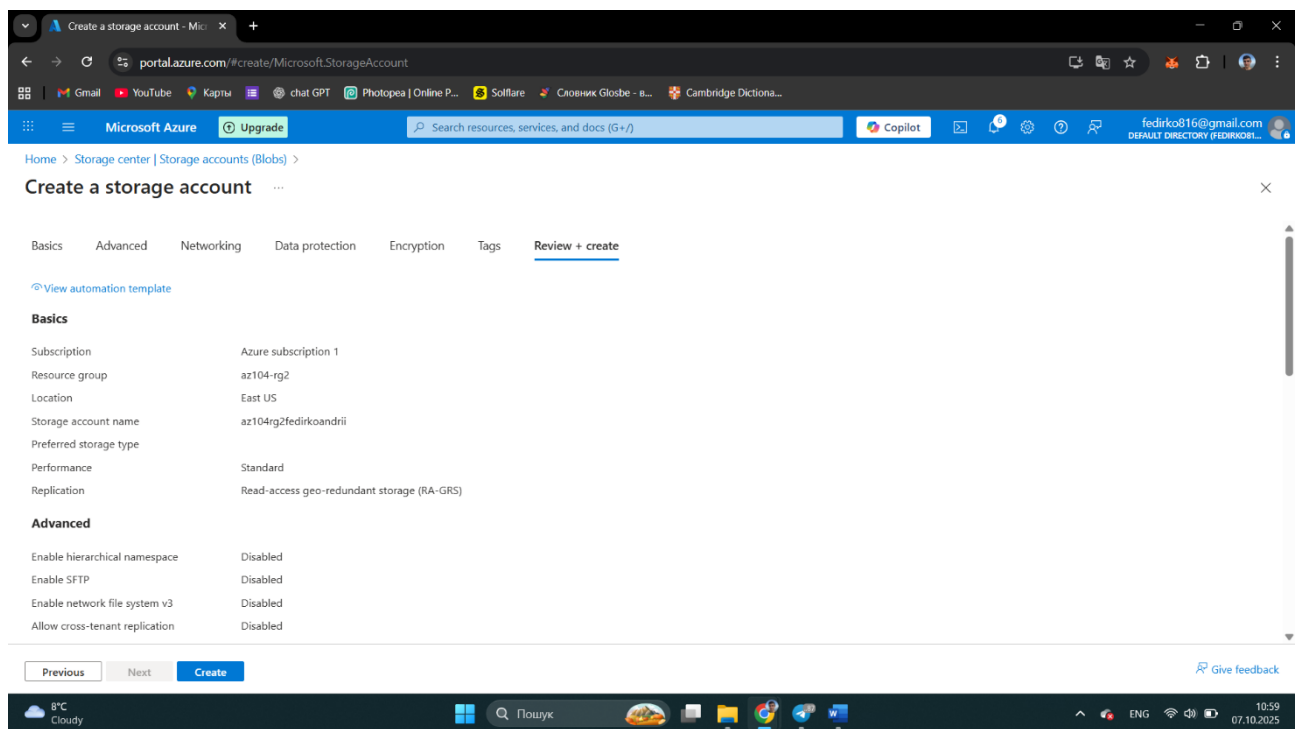 Create a storage account - Mic
portal.azure.com/#create/Microsoft.StorageAccount
Gmail YouTube Карты chat GPT Photopea | Online P... Solflare Словник Glosbe - в... Cambridge Dictiona...
Microsoft Azure Upgrade Search resources, services, and docs (G+/) Copilot 6 fedirko816@gmail.com
DEFAULT DIRECTORY (FEDIRKO81...
Home > Storage center | Storage accounts (Blobs) >
Create a storage account ...
Basics Advanced Networking Data protection Encryption Tags Review + create
View automation template
Basics
Subscription Azure subscription 1
Resource group az104-rg2
Location East US
Storage account name az104rg2fedirkoandrii
Preferred storage type
Performance Standard
Replication Read-access geo-redundant storage (RA-GRS)
Advanced
Enable hierarchical namespace Disabled
Enable SFTP Disabled
Enable network file system v3 Disabled
Allow cross-tenant replication Disabled
Previous Next Create Give feedback
8°C
Cloudy
Пошук
ENG
10:59
07.10.2025